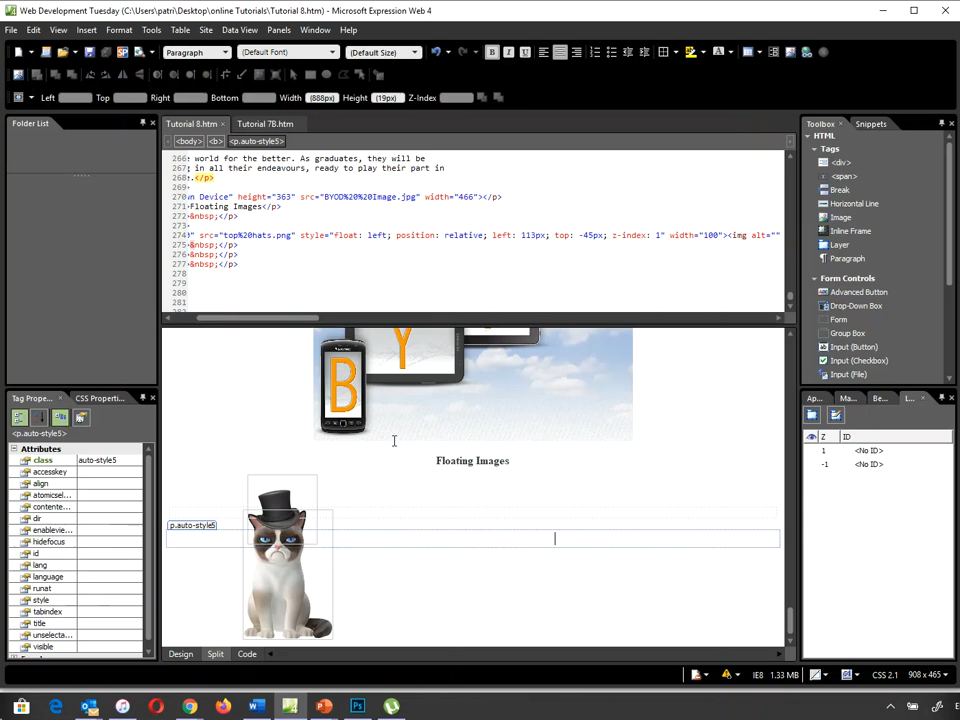 Web Development Tuesday (C:\Users\patri\Desktop\online Tutorials\Tutorial 8.htm) - Microsoft Expression Web 4
File Edit View Insert Format Tools Table Site Data View Panels Window Help
Paragraph (Default Font) (Default Size) B I U A
Left Top Right Bottom Width (888px) Height (19px) Z-Index
Folder List
Tutorial 8.htm × Tutorial 7B.htm
<body> <b> <p.auto-style5>
266 world for the better. As graduates, they will be
267 in all their endeavours, ready to play their part in
268 .</p>
269
270 n Device" height="363" src="BYOD%20%20Image.jpg" width="466"></p>
271 Floating Images</p>
272 &nbsp;</p>
273
274 " src="top%20hats.png" style="float: left; position: relative; left: 113px; top: -45px; z-index: 1" width="100"><img alt=""
275 &nbsp;</p>
276 &nbsp;</p>
277 &nbsp;</p>
278
279
280
281
Toolbox × Snippets
HTML
Tags
<div>
<span>
Break
Horizontal Line
Image
Inline Frame
Layer
Paragraph
Form Controls
Advanced Button
Drop-Down Box
Form
Group Box
Input (Button)
Input (Checkbox)
Input (File)
Tag Prope... × CSS Properti...
<p.auto-style5>
Attributes
class auto-style5
accesskey
align
atomicsel...
contente...
dir
enablevie...
hidefocus
id
lang
language
runat
style
tabindex
title
unselecta...
visible
B Y
Floating Images
p.auto-style5
Design Split Code
Ap... Ma... Be... L... ×
Z ID
1 <No ID>
-1 <No ID>
IE8 1.33 MB CSS 2.1 908 x 465